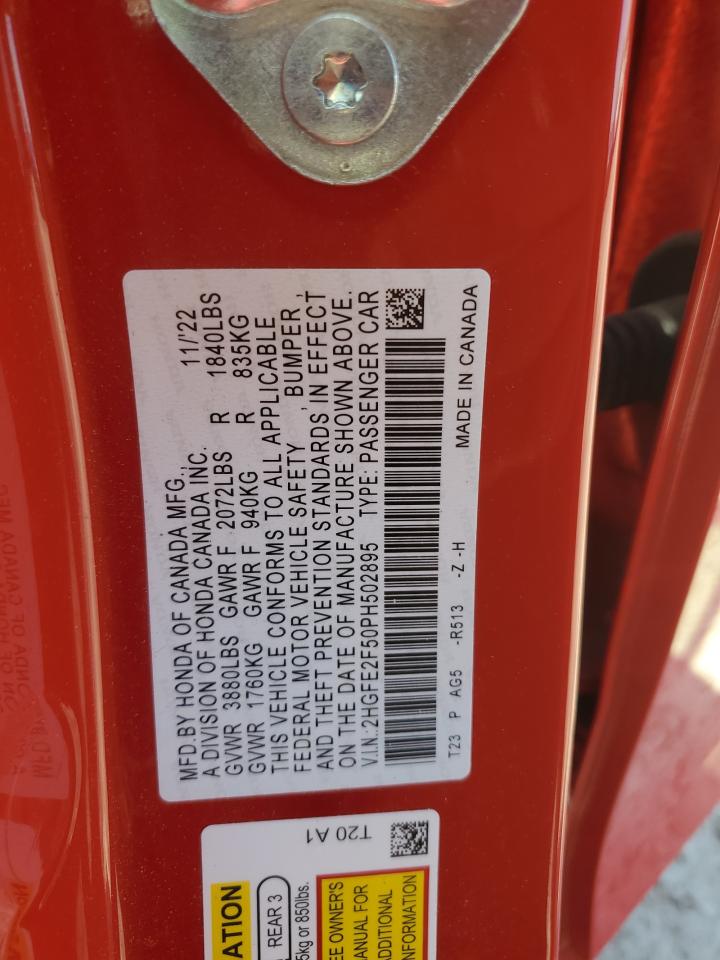 MFD.BY HONDA OF CANADA MFG., 11/'22
A DIVISION OF HONDA CANADA INC.
GVWR 3880LBS GAWR F 2072LBS R 1840LBS
GVWR 1760KG GAWR F 940KG R 835KG
THIS VEHICLE CONFORMS TO ALL APPLICABLE
FEDERAL MOTOR VEHICLE SAFETY , BUMPER ,
AND THEFT PREVENTION STANDARDS IN EFFECT
ON THE DATE OF MANUFACTURE SHOWN ABOVE.
V.I.N.:2HGFE2F50PH502895 TYPE: PASSENGER CAR
T23 P AG5 -R513 -Z -H MADE IN CANADA
T20 A1
ATION
REAR 3
5kg or 850lbs.
EE OWNER'S
ANUAL FOR
ADDITIONAL
NFORMATION